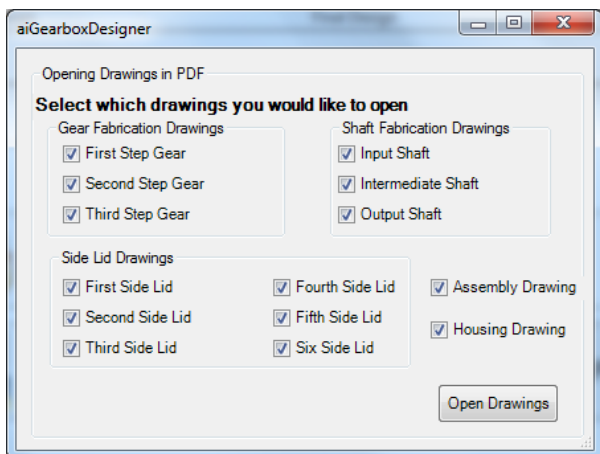 Final Design
aiGearboxDesigner
Opening Drawings in PDF
Select which drawings you would like to open
Gear Fabrication Drawings
First Step Gear
Second Step Gear
Third Step Gear
Shaft Fabrication Drawings
Input Shaft
Intermediate Shaft
Output Shaft
Side Lid Drawings
First Side Lid
Second Side Lid
Third Side Lid
Fourth Side Lid
Fifth Side Lid
Six Side Lid
Assembly Drawing
Housing Drawing
Open Drawings